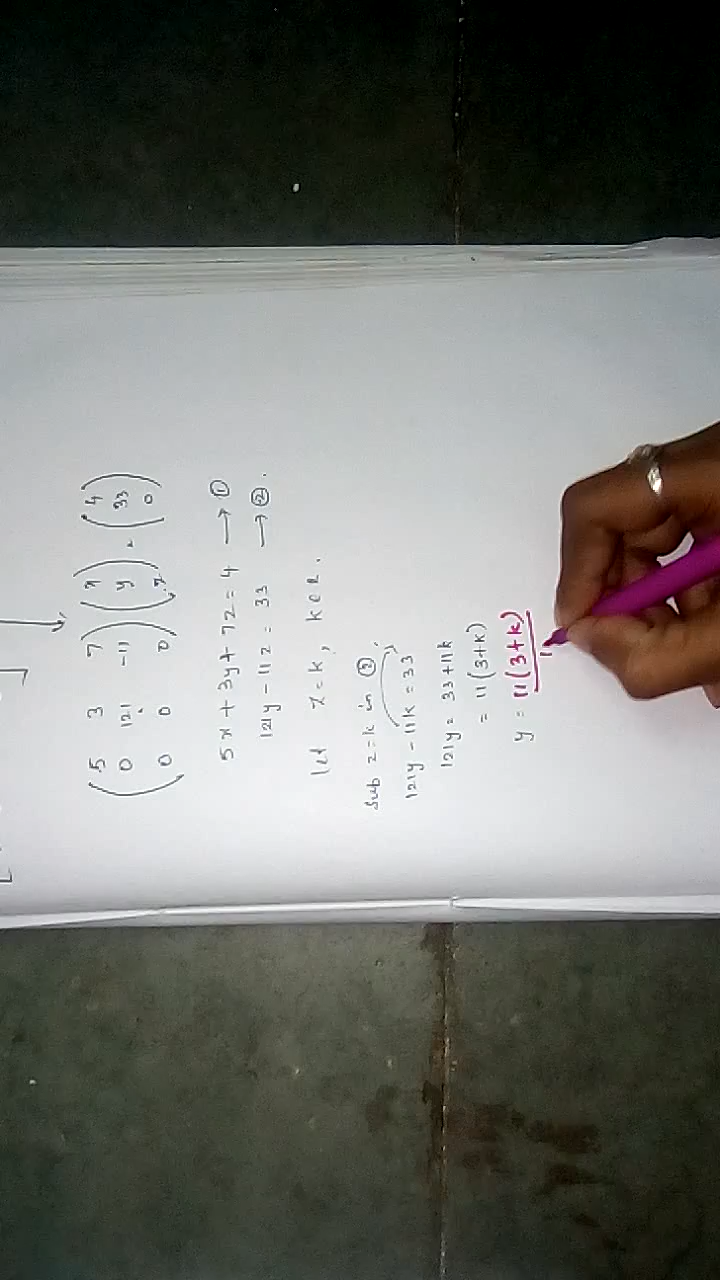 ( 5 3 7 ) ( x ) = ( 4 )
( 0 121 -11 ) ( y ) ( 33 )
( 0 0 0 ) ( z ) ( 0 )
5x + 3y + 7z = 4 → ①
121y - 11z = 33 → ②.
let z=k, k∈R.
Sub z=k in ②,
121y - 11k = 33
121y = 33+11k
= 11(3+k)
y = 11(3+k)
1